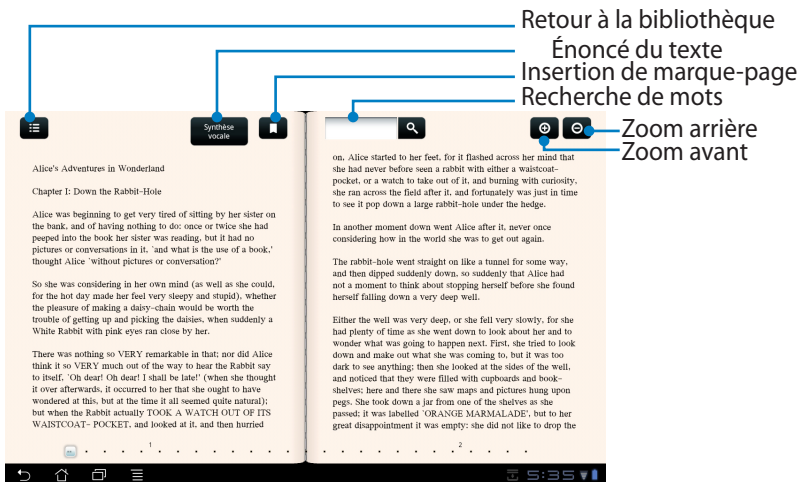 Retour à la bibliothèque
Énoncé du texte
Insertion de marque-page
Recherche de mots
Zoom arrière
Zoom avant
Synthèse
vocale
Alice's Adventures in Wonderland
Chapter I: Down the Rabbit-Hole
Alice was beginning to get very tired of sitting by her sister on
the bank, and of having nothing to do: once or twice she had
peeped into the book her sister was reading, but it had no
pictures or conversations in it, `and what is the use of a book,'
thought Alice `without pictures or conversation?'
So she was considering in her own mind (as well as she could,
for the hot day made her feel very sleepy and stupid), whether
the pleasure of making a daisy-chain would be worth the
trouble of getting up and picking the daisies, when suddenly a
White Rabbit with pink eyes ran close by her.
There was nothing so VERY remarkable in that; nor did Alice
think it so VERY much out of the way to hear the Rabbit say
to itself, `Oh dear! Oh dear! I shall be late!' (when she thought
it over afterwards, it occurred to her that she ought to have
wondered at this, but at the time it all seemed quite natural);
but when the Rabbit actually TOOK A WATCH OUT OF ITS
WAISTCOAT- POCKET, and looked at it, and then hurried
1
on, Alice started to her feet, for it flashed across her mind that
she had never before seen a rabbit with either a waistcoat-
pocket, or a watch to take out of it, and burning with curiosity,
she ran across the field after it, and fortunately was just in time
to see it pop down a large rabbit-hole under the hedge.
In another moment down went Alice after it, never once
considering how in the world she was to get out again.
The rabbit-hole went straight on like a tunnel for some way,
and then dipped suddenly down, so suddenly that Alice had
not a moment to think about stopping herself before she found
herself falling down a very deep well.
Either the well was very deep, or she fell very slowly, for she
had plenty of time as she went down to look about her and to
wonder what was going to happen next. First, she tried to look
down and make out what she was coming to, but it was too
dark to see anything; then she looked at the sides of the well,
and noticed that they were filled with cupboards and book-
shelves; here and there she saw maps and pictures hung upon
pegs. She took down a jar from one of the shelves as she
passed; it was labelled `ORANGE MARMALADE', but to her
great disappointment it was empty: she did not like to drop the
2
5:35